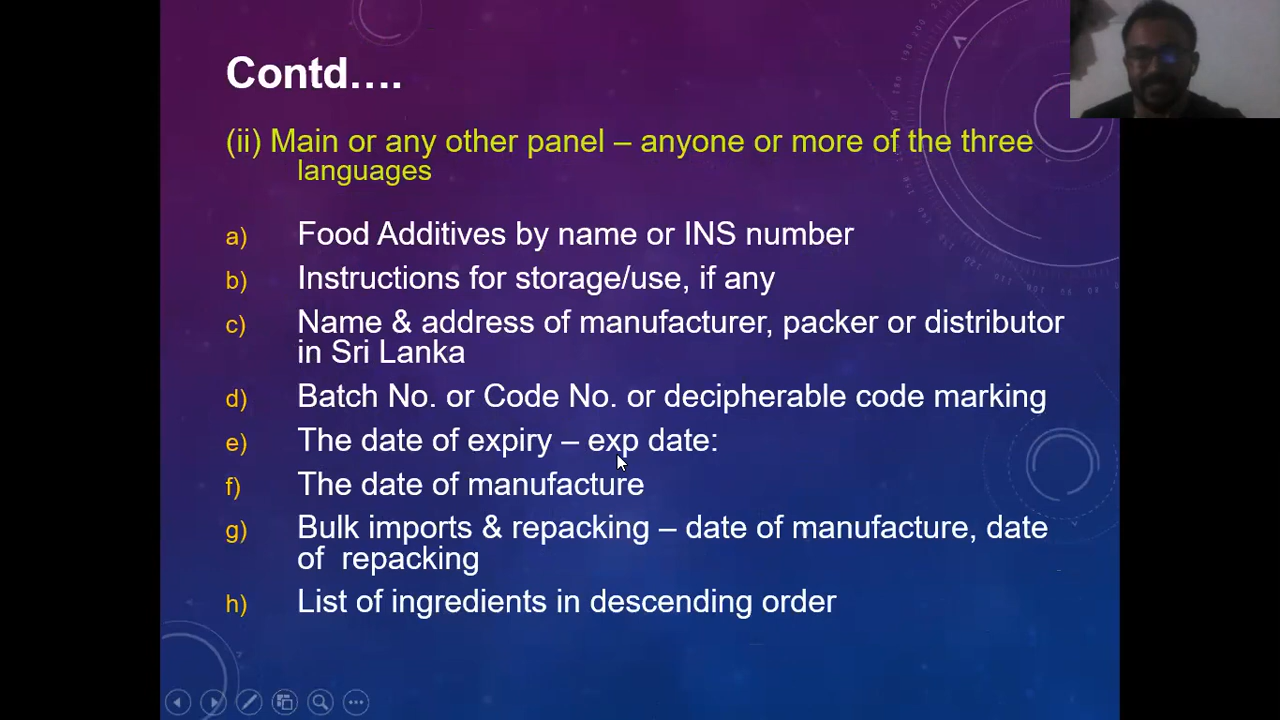 Contd....
(ii) Main or any other panel – anyone or more of the three
languages
a) Food Additives by name or INS number
b) Instructions for storage/use, if any
c) Name & address of manufacturer, packer or distributor
in Sri Lanka
d) Batch No. or Code No. or decipherable code marking
e) The date of expiry – exp date:
f) The date of manufacture
g) Bulk imports & repacking – date of manufacture, date
of repacking
h) List of ingredients in descending order